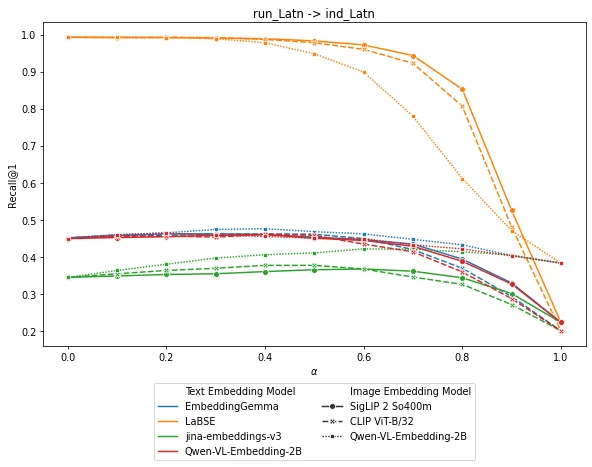 run_Latn -> ind_Latn
Recall@1
1.0
0.9
0.8
0.7
0.6
0.5
0.4
0.3
0.2
0.0 0.2 0.4 0.6 0.8 1.0
α
Text Embedding Model Image Embedding Model
EmbeddingGemma SigLIP 2 So400m
LaBSE CLIP ViT-B/32
jina-embeddings-v3 Qwen-VL-Embedding-2B
Qwen-VL-Embedding-2B